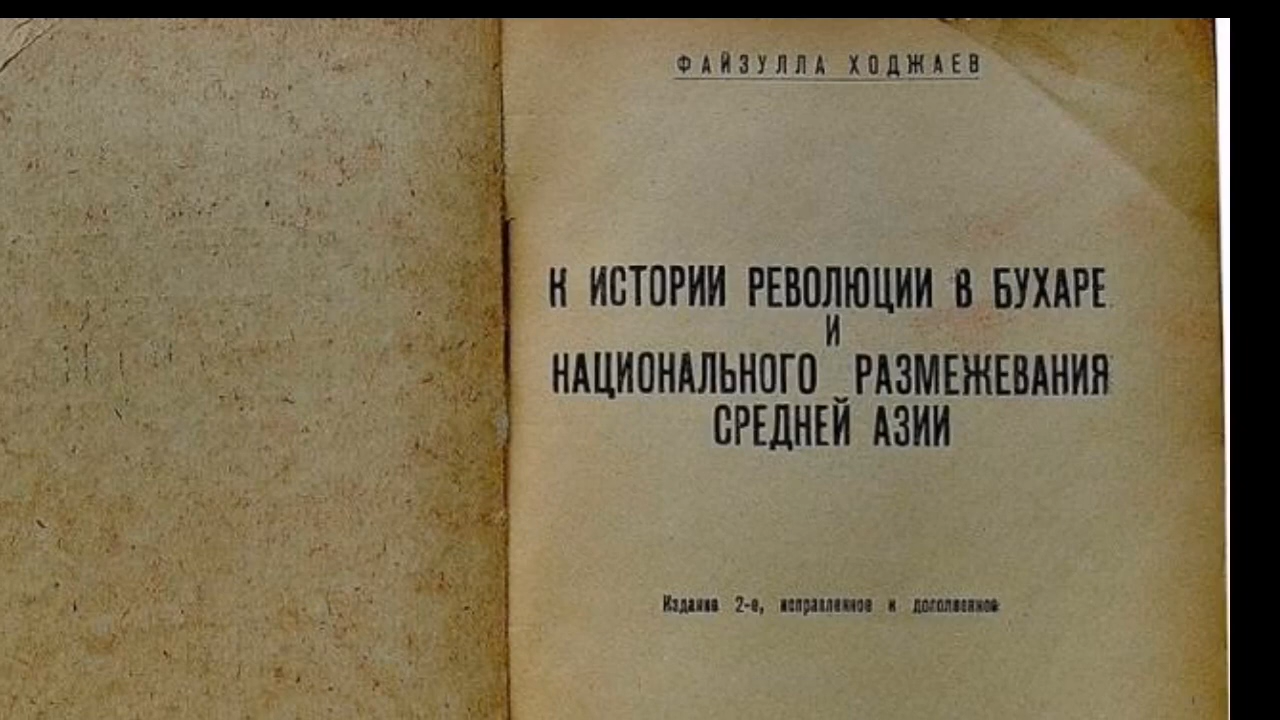 ФАЙЗУЛЛА ХОДЖАЕВ
К ИСТОРИИ РЕВОЛЮЦИИ В БУХАРЕ
И
НАЦИОНАЛЬНОГО РАЗМЕЖЕВАНИЯ
СРЕДНЕЙ АЗИИ
Издание 2-е, исправленное и дополненное